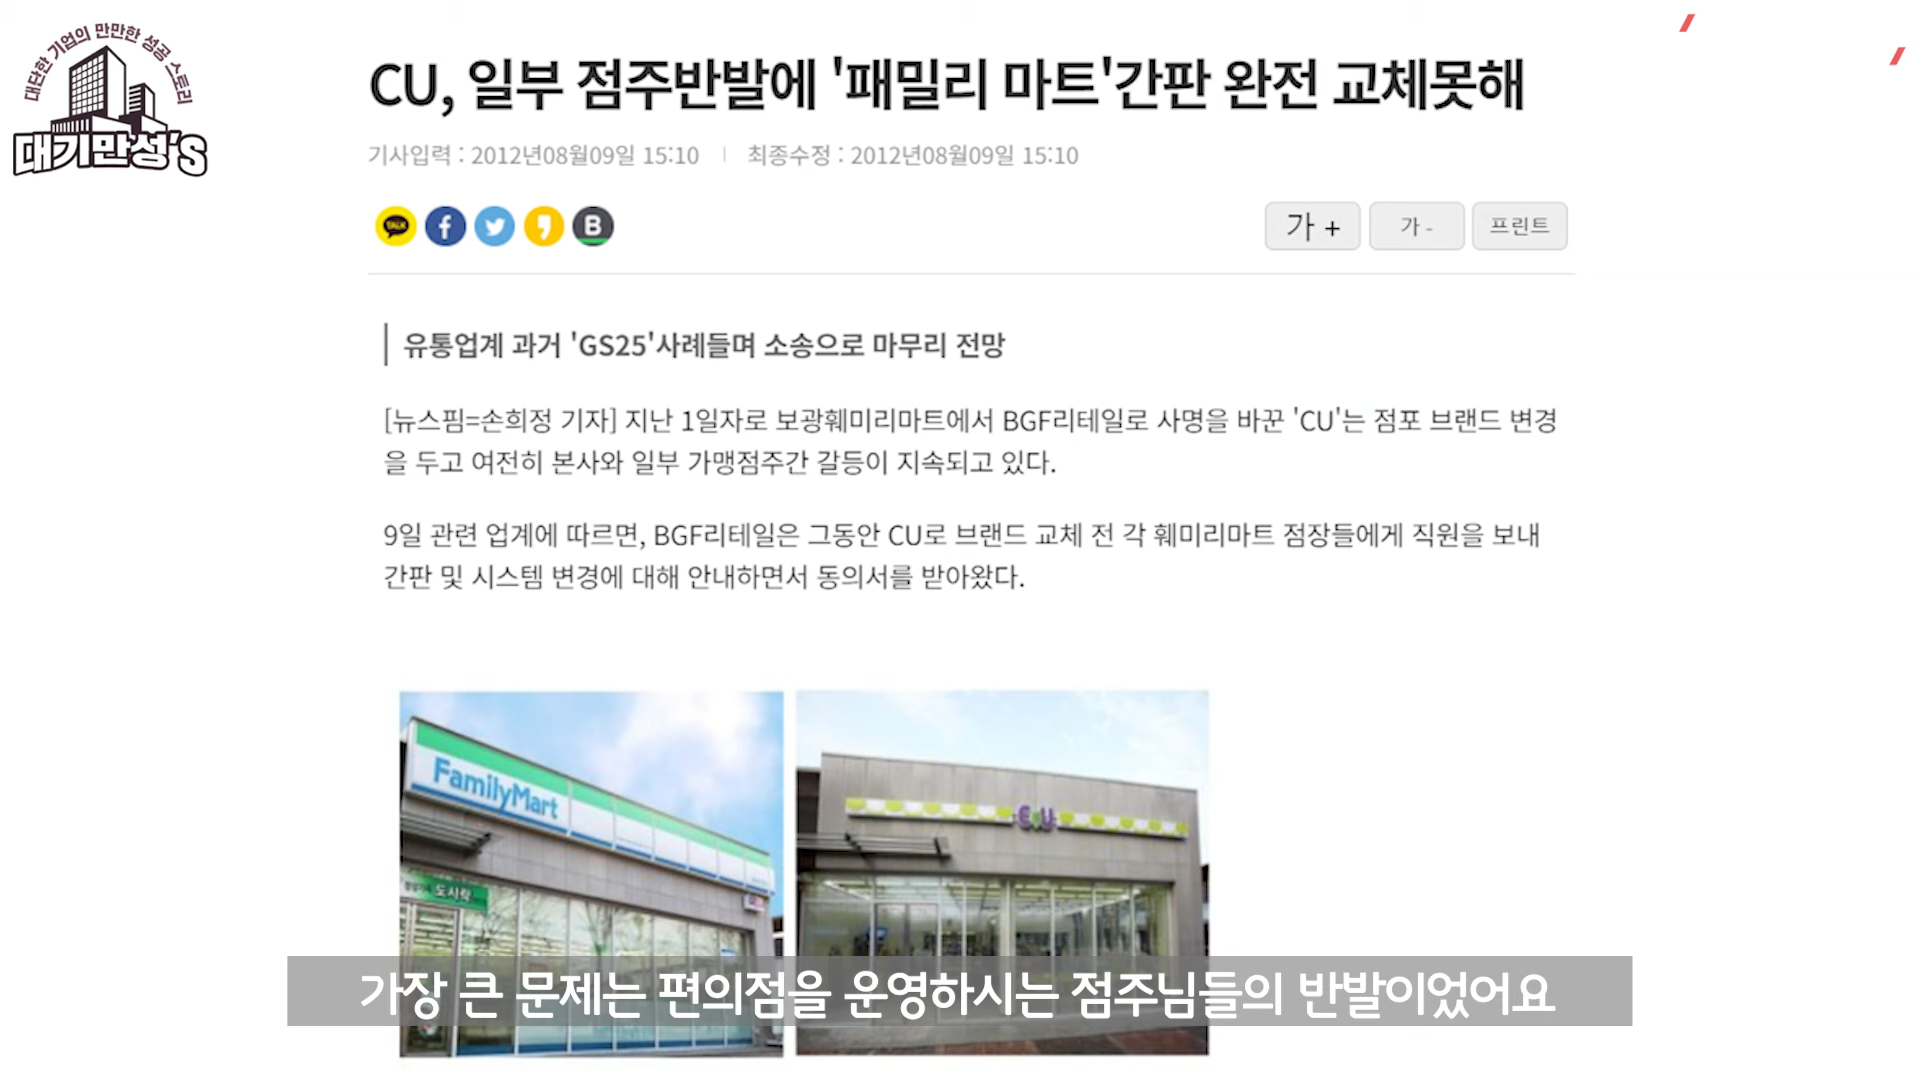 대단한 기업의 만만한 성공 스토리
대기만성'S
CU, 일부 점주반발에 '패밀리 마트'간판 완전 교체못해
기사입력 : 2012년08월09일 15:10 최종수정 : 2012년08월09일 15:10
TALK
B
가 +
가 -
프린트
유통업계 과거 'GS25'사례들며 소송으로 마무리 전망
[뉴스핌=손희정 기자] 지난 1일자로 보광훼미리마트에서 BGF리테일로 사명을 바꾼 'CU'는 점포 브랜드 변경
을 두고 여전히 본사와 일부 가맹점주간 갈등이 지속되고 있다.
9일 관련 업계에 따르면, BGF리테일은 그동안 CU로 브랜드 교체 전 각 훼미리마트 점장들에게 직원을 보내
간판 및 시스템 변경에 대해 안내하면서 동의서를 받아왔다.
FamilyMart
CU
도시락
가장 큰 문제는 편의점을 운영하시는 점주님들의 반발이었어요